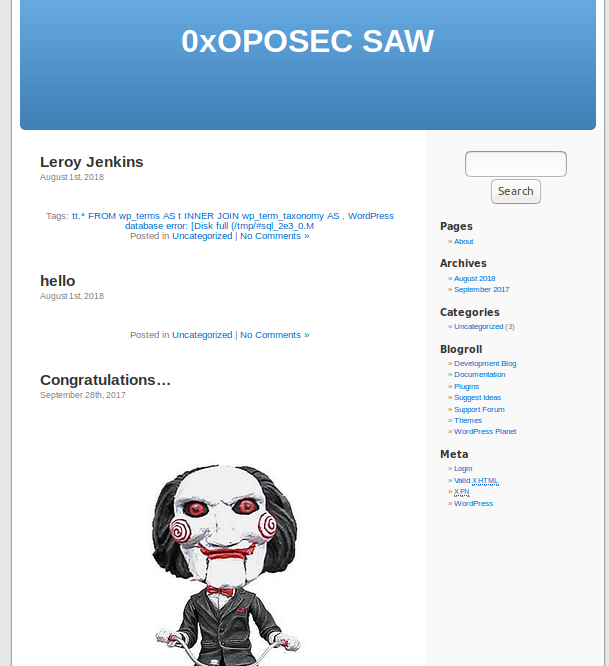 0xOPOSEC SAW
Leroy Jenkins
August 1st, 2018
Tags: tt.* FROM wp_terms AS t INNER JOIN wp_term_taxonomy AS , WordPress
database error: [Disk full (/tmp/#sql_2e3_0.M
Posted in Uncategorized | No Comments »
hello
August 1st, 2018
Posted in Uncategorized | No Comments »
Congratulations…
September 28th, 2017
Search
Pages
» About
Archives
» August 2018
» September 2017
Categories
» Uncategorized (3)
Blogroll
» Development Blog
» Documentation
» Plugins
» Suggest Ideas
» Support Forum
» Themes
» WordPress Planet
Meta
» Login
» Valid XHTML
» XFN
» WordPress